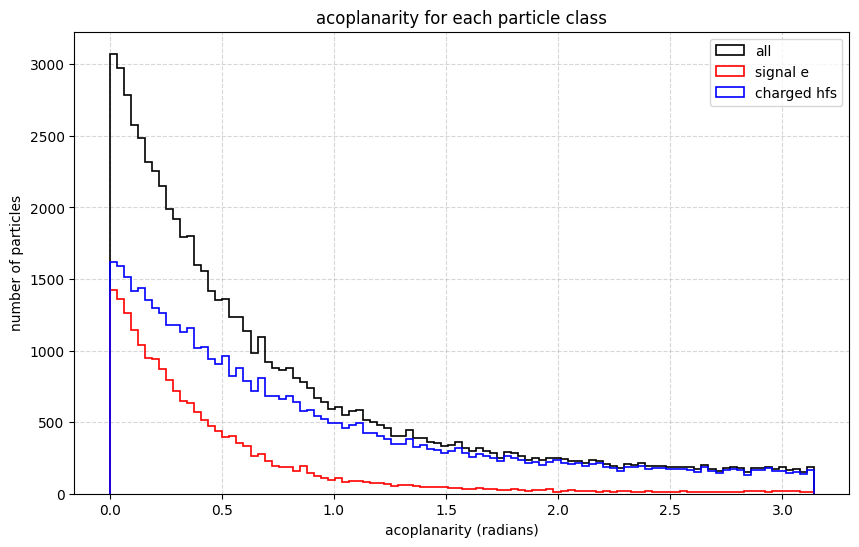 acoplanarity for each particle class
all
signal e
charged hfs
number of particles
3000
2500
2000
1500
1000
500
0
0.0 0.5 1.0 1.5 2.0 2.5 3.0
acoplanarity (radians)